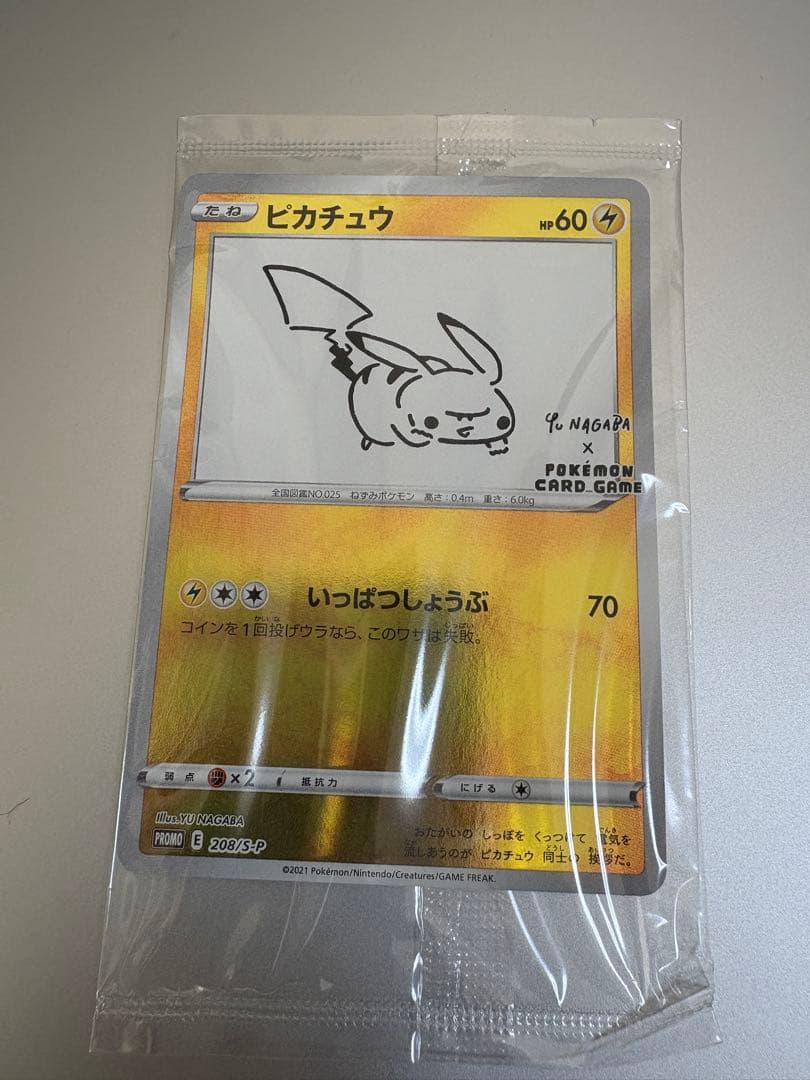 たね ピカチュウ HP60
YU NAGABA
×
POKÉMON
CARD GAME
全国図鑑NO.025 ねずみポケモン 高さ:0.4m 重さ:6.0kg
いっぱつしょうぶ 70
コインを1回投げウラなら、このワザは失敗。
弱点 ×2 抵抗力 にげる
Illus.YU NAGABA
PROMO E 208/S-P
おたがいの しっぽを くっつけて 電気を
流しあうのが ピカチュウ 同士の 挨拶だ。
©2021 Pokémon/Nintendo/Creatures/GAME FREAK.